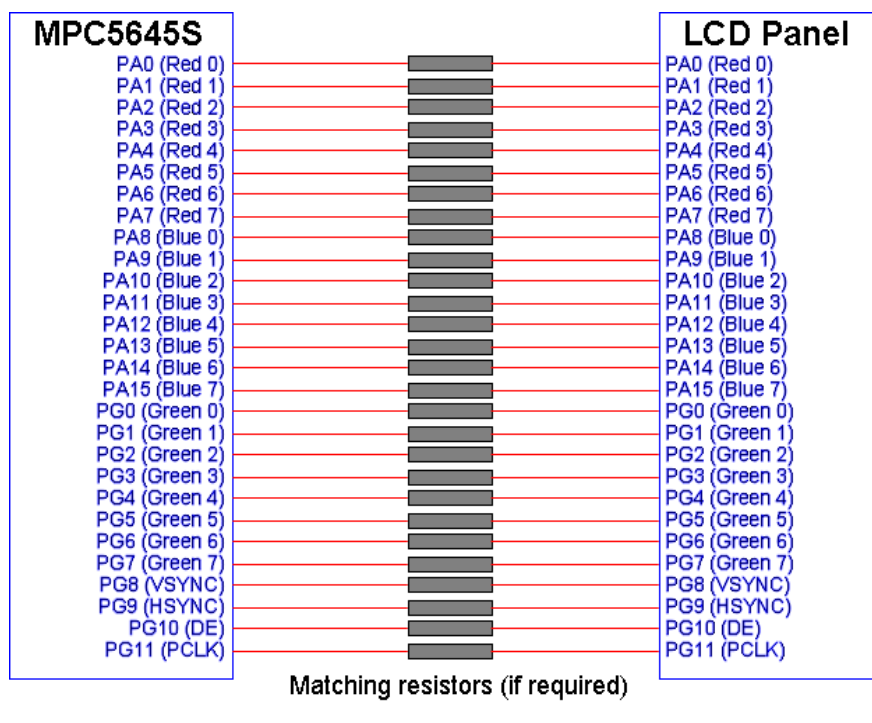 MPC5645S
LCD Panel
PA0 (Red 0) PA0 (Red 0)
PA1 (Red 1) PA1 (Red 1)
PA2 (Red 2) PA2 (Red 2)
PA3 (Red 3) PA3 (Red 3)
PA4 (Red 4) PA4 (Red 4)
PA5 (Red 5) PA5 (Red 5)
PA6 (Red 6) PA6 (Red 6)
PA7 (Red 7) PA7 (Red 7)
PA8 (Blue 0) PA8 (Blue 0)
PA9 (Blue 1) PA9 (Blue 1)
PA10 (Blue 2) PA10 (Blue 2)
PA11 (Blue 3) PA11 (Blue 3)
PA12 (Blue 4) PA12 (Blue 4)
PA13 (Blue 5) PA13 (Blue 5)
PA14 (Blue 6) PA14 (Blue 6)
PA15 (Blue 7) PA15 (Blue 7)
PG0 (Green 0) PG0 (Green 0)
PG1 (Green 1) PG1 (Green 1)
PG2 (Green 2) PG2 (Green 2)
PG3 (Green 3) PG3 (Green 3)
PG4 (Green 4) PG4 (Green 4)
PG5 (Green 5) PG5 (Green 5)
PG6 (Green 6) PG6 (Green 6)
PG7 (Green 7) PG7 (Green 7)
PG8 (VSYNC) PG8 (VSYNC)
PG9 (HSYNC) PG9 (HSYNC)
PG10 (DE) PG10 (DE)
PG11 (PCLK) PG11 (PCLK)
Matching resistors (if required)